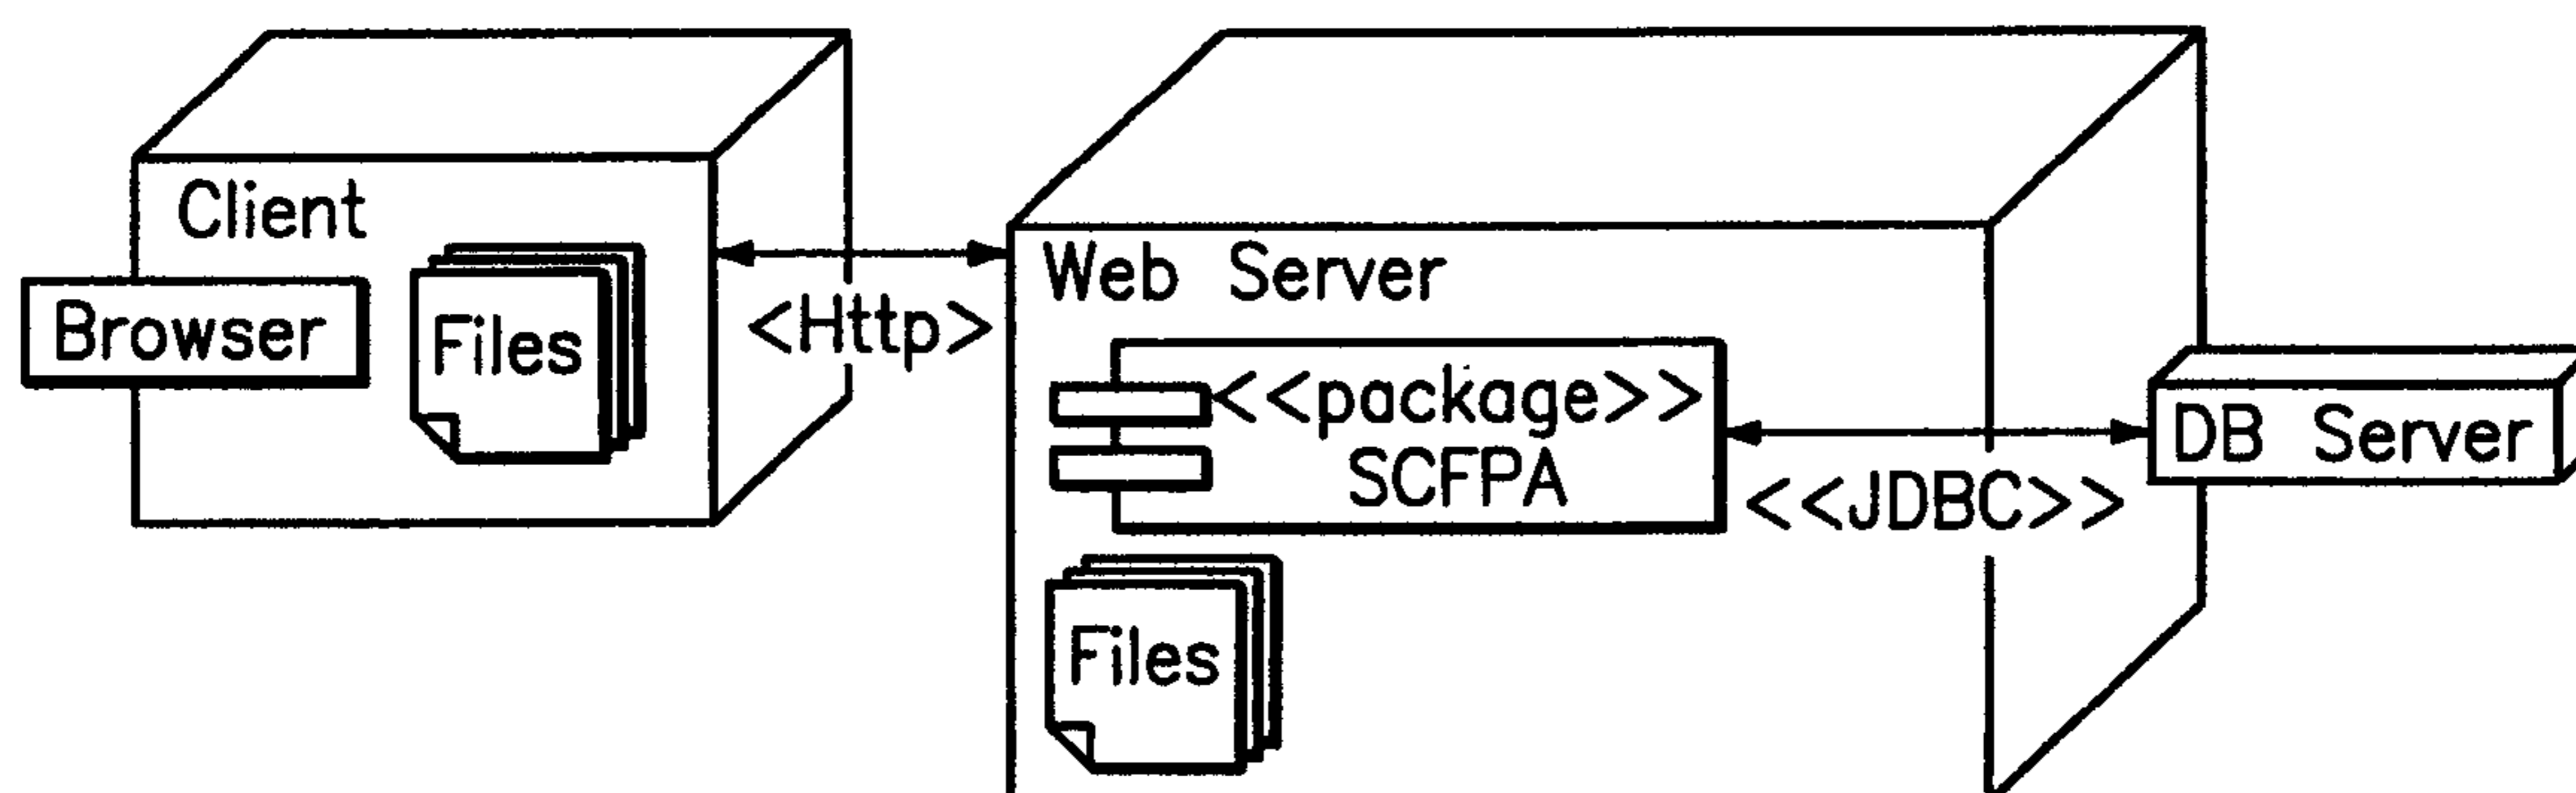 Client
Browser
Files
<Http>
Web Server
<<package>>
SCFPA
<<JDBC>>
DB Server
Files